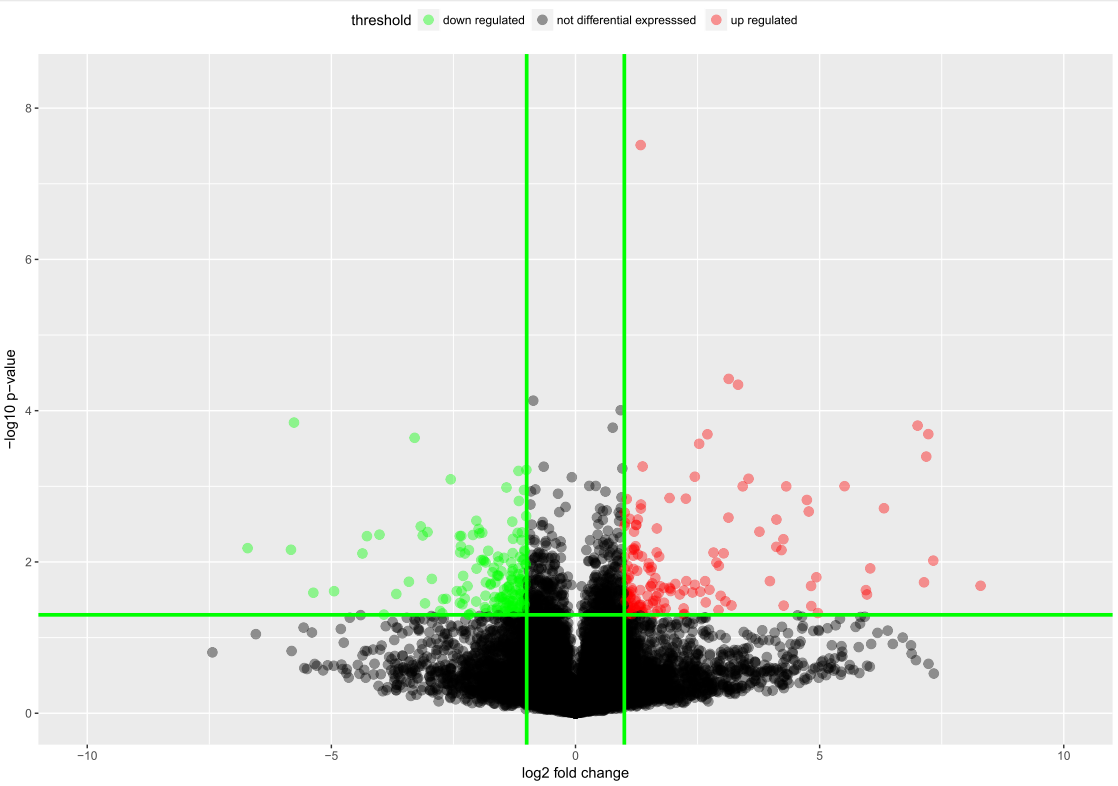 threshold down regulated not differential expresssed up regulated
8
6
4
2
0
−log10 p−value
−10 −5 0 5 10
log2 fold change